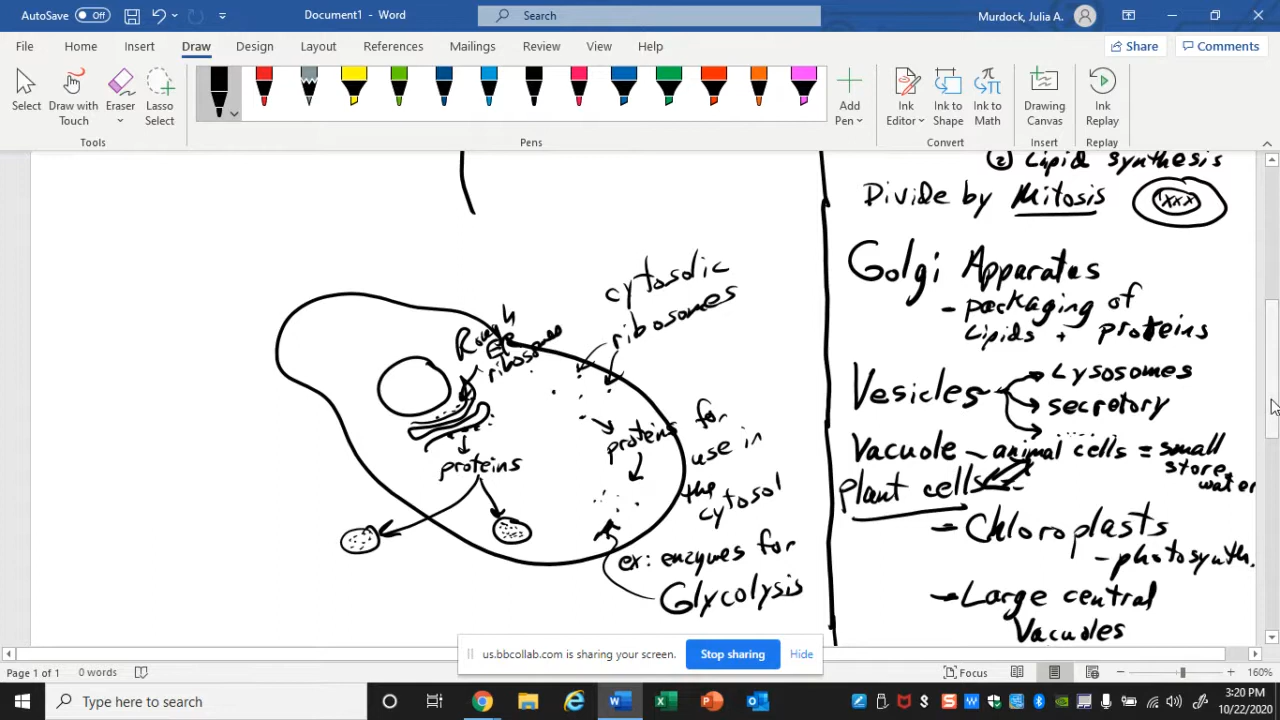 AutoSave Off
Document1 - Word
Search
Murdock, Julia A.
File Home Insert Draw Design Layout References Mailings Review View Help
Share Comments
Select
Draw with Touch
Eraser
Lasso Select
Add Pen
Ink Editor
Ink to Shape
Ink to Math
Drawing Canvas
Ink Replay
Tools
Pens
Convert
Insert
Replay
cytosolic
ribosomes
Rough
ER
ribosomes
proteins
proteins for
use in
the
cytosol
ex: enzymes for
Glycolysis
② Lipid synthesis
Divide by Mitosis
xxx
Golgi Apparatus
- packaging of
Lipids + proteins
Vesicles
Lysosomes
secretory
.....
Vacuole - animal cells = small
store
water
plant cells
- Chloroplasts
- photosynth.
- Large central
Vacuoles
us.bbcollab.com is sharing your screen.
Stop sharing
Hide
Page 1 of 1
0 words
Focus
160%
Type here to search
3:20 PM
10/22/2020